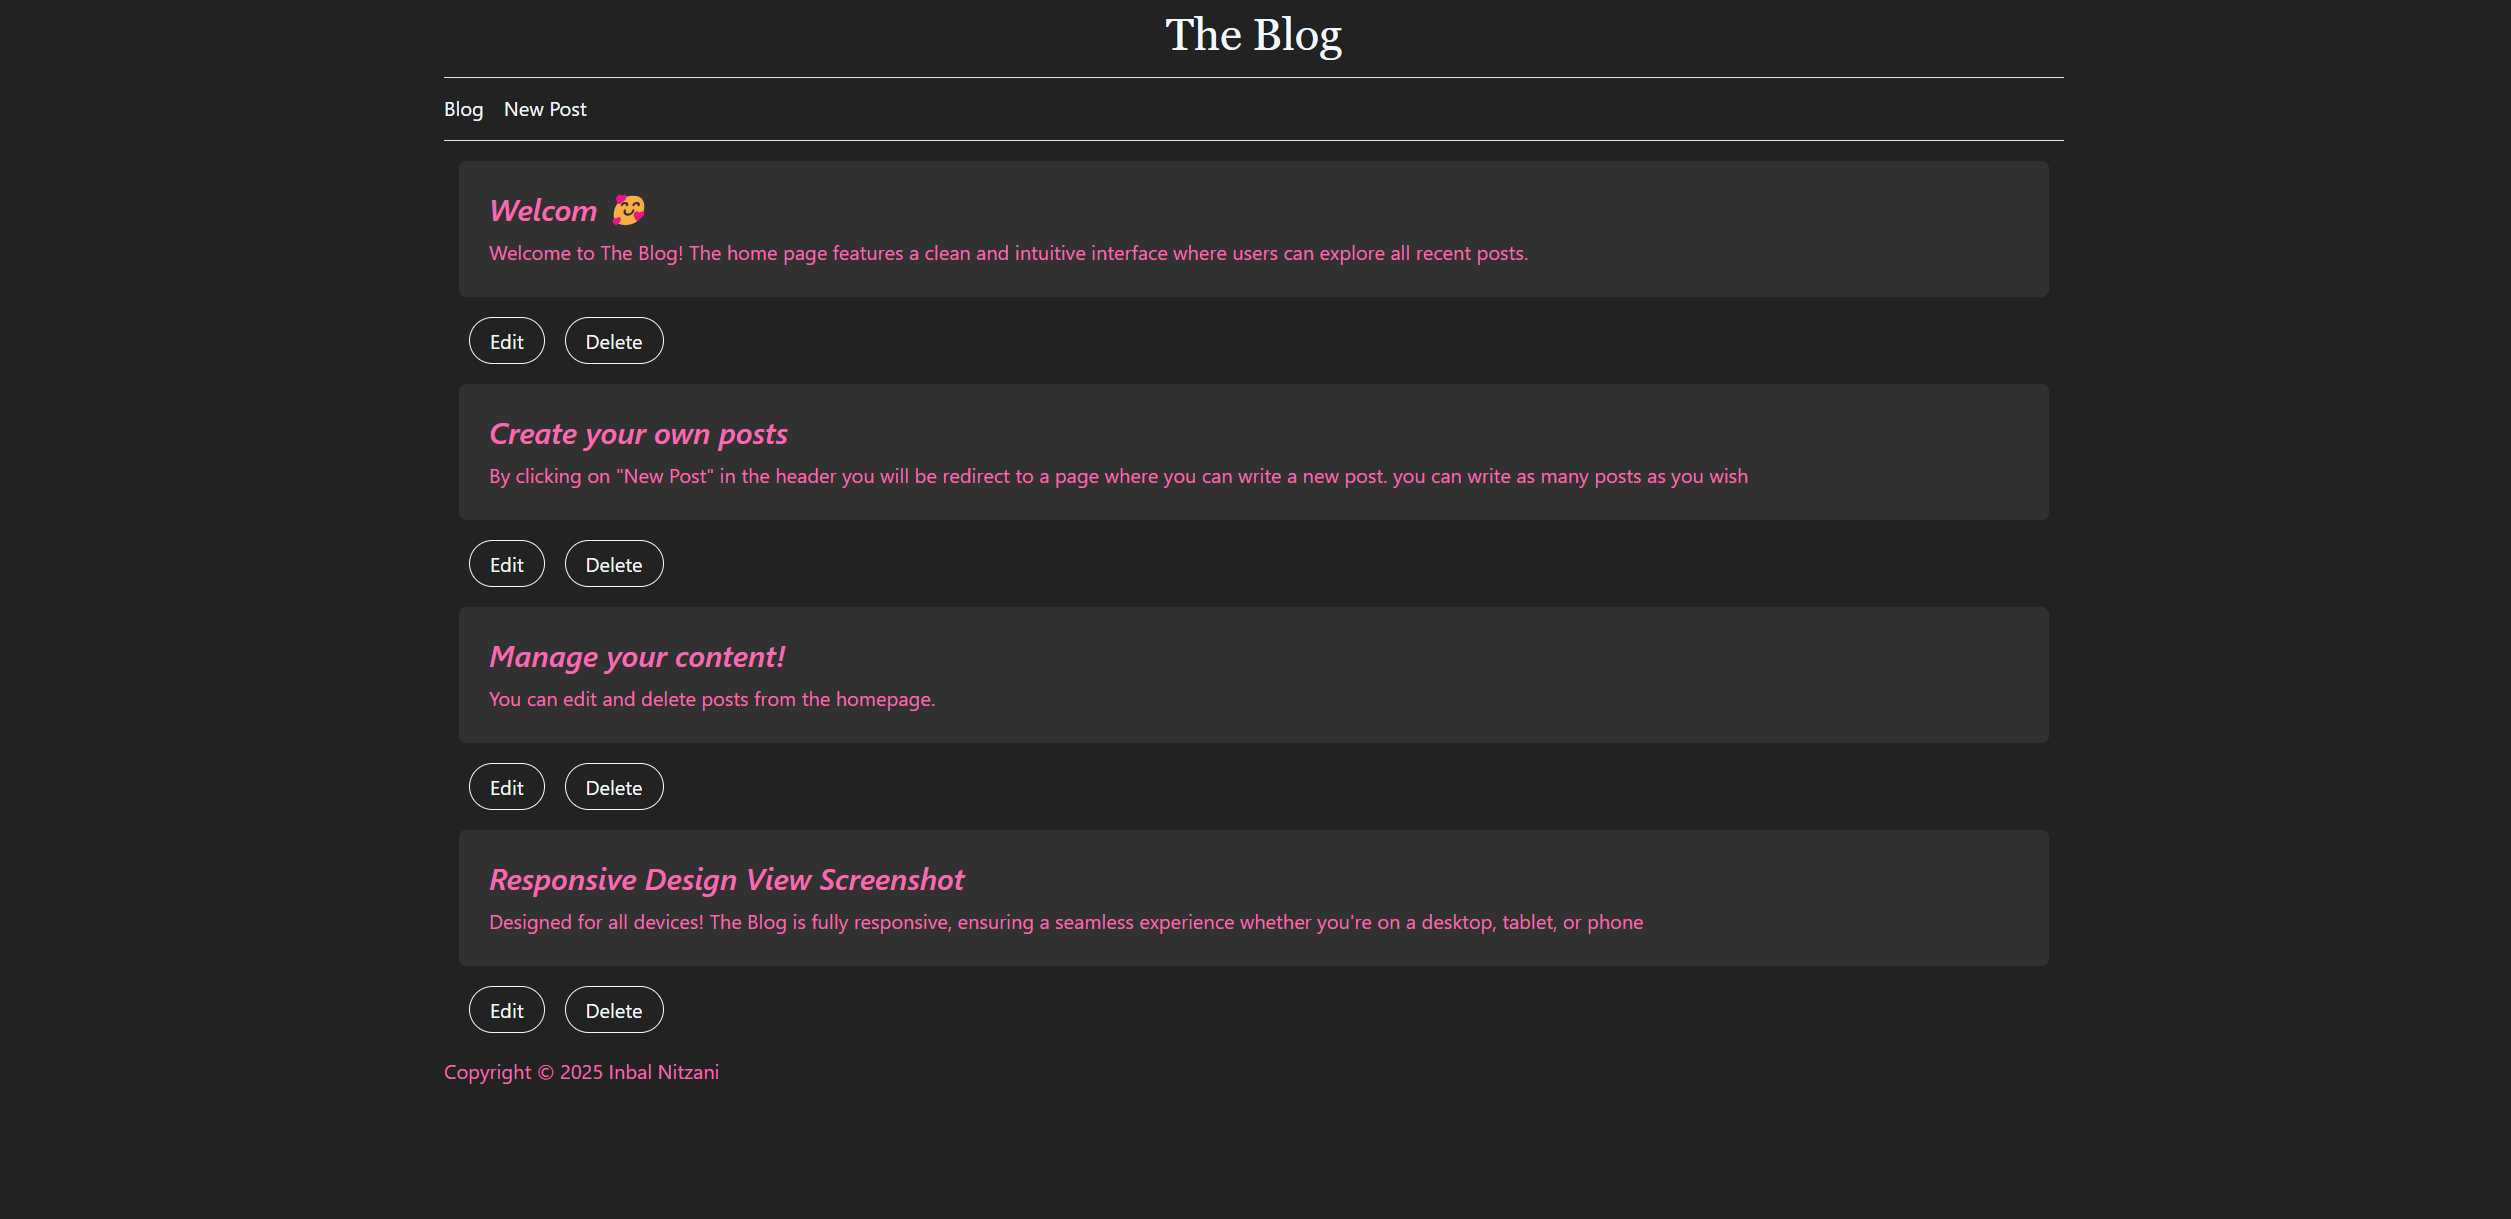 The Blog
Blog New Post
Welcom 🥰
Welcome to The Blog! The home page features a clean and intuitive interface where users can explore all recent posts.
Edit Delete
Create your own posts
By clicking on "New Post" in the header you will be redirect to a page where you can write a new post. you can write as many posts as you wish
Edit Delete
Manage your content!
You can edit and delete posts from the homepage.
Edit Delete
Responsive Design View Screenshot
Designed for all devices! The Blog is fully responsive, ensuring a seamless experience whether you're on a desktop, tablet, or phone
Edit Delete
Copyright © 2025 Inbal Nitzani